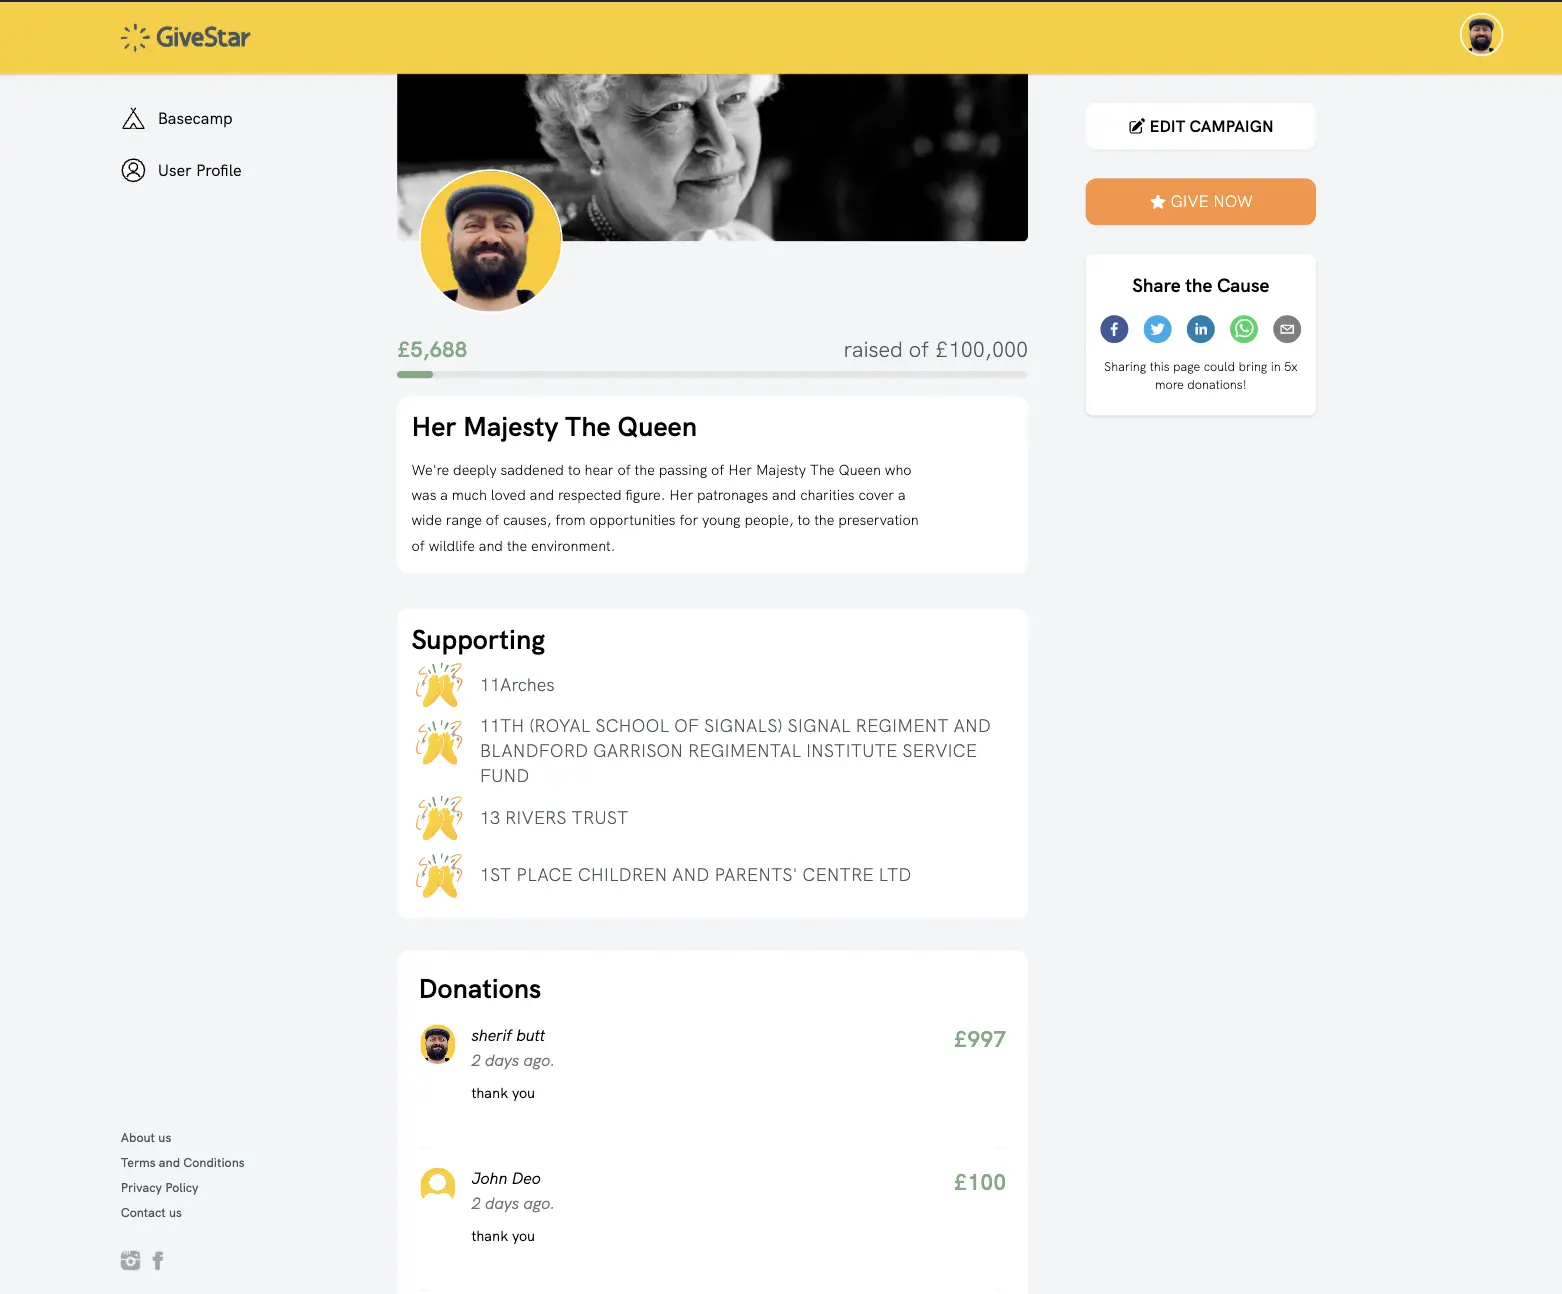 GiveStar
Basecamp
User Profile
EDIT CAMPAIGN
GIVE NOW
Share the Cause
Sharing this page could bring in 5x
more donations!
£5,688
raised of £100,000
Her Majesty The Queen
We're deeply saddened to hear of the passing of Her Majesty The Queen who
was a much loved and respected figure. Her patronages and charities cover a
wide range of causes, from opportunities for young people, to the preservation
of wildlife and the environment.
Supporting
11Arches
11TH (ROYAL SCHOOL OF SIGNALS) SIGNAL REGIMENT AND
BLANDFORD GARRISON REGIMENTAL INSTITUTE SERVICE
FUND
13 RIVERS TRUST
1ST PLACE CHILDREN AND PARENTS' CENTRE LTD
Donations
sherif butt
£997
2 days ago.
thank you
John Deo
£100
2 days ago.
thank you
About us
Terms and Conditions
Privacy Policy
Contact us